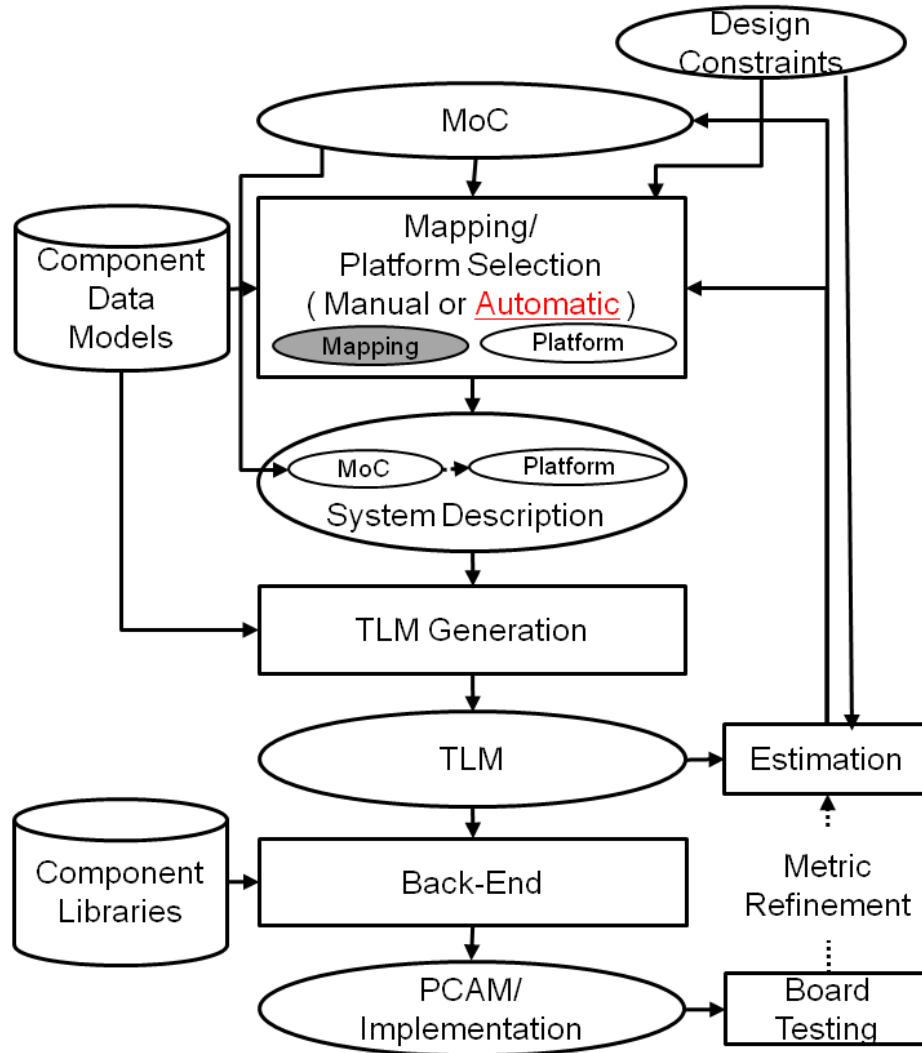 Design
Constraints
MoC
Mapping/
Platform Selection
( Manual or Automatic )
Mapping
Platform
Component
Data
Models
MoC
Platform
System Description
TLM Generation
TLM
Estimation
Component
Libraries
Back-End
Metric
Refinement
PCAM/
Implementation
Board
Testing